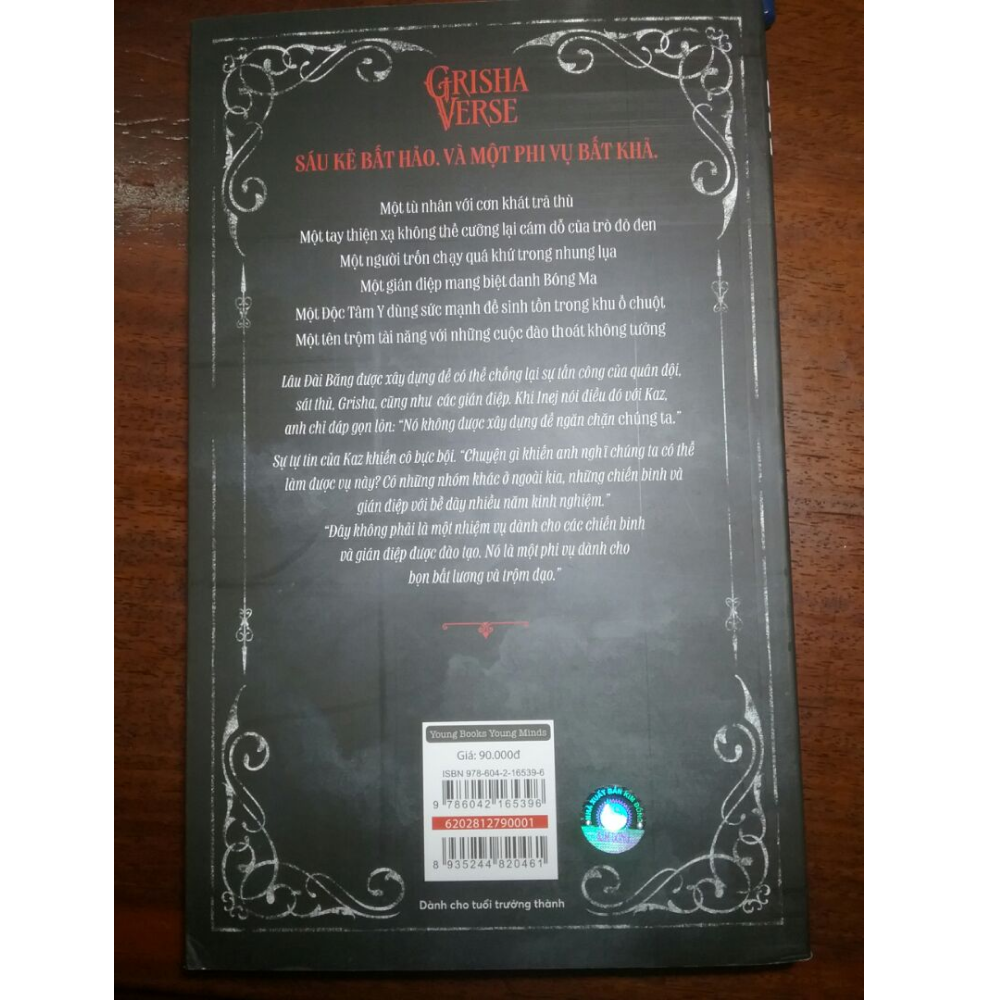 GRISHA
VERSE
SÁU KẺ BẤT HẢO. VÀ MỘT PHI VỤ BẤT KHẢ.
Một tù nhân với cơn khát trả thù
Một tay thiện xạ không thể cưỡng lại cám dỗ của trò đỏ đen
Một người trốn chạy quá khứ trong nhung lụa
Một gián điệp mang biệt danh Bóng Ma
Một Độc Tâm Y dùng sức mạnh để sinh tồn trong khu ổ chuột
Một tên trộm tài năng với những cuộc đào thoát không tưởng
Lâu Đài Băng được xây dựng để có thể chống lại sự tấn công của quân đội,
sát thủ, Grisha, cũng như các gián điệp. Khi Inej nói điều đó với Kaz,
anh chỉ đáp gọn lỏn: “Nó không được xây dựng để ngăn chặn chúng ta.”
Sự tự tin của Kaz khiến cô bực bội. “Chuyện gì khiến anh nghĩ chúng ta có thể
làm được vụ này? Có những nhóm khác ở ngoài kia, những chiến binh và
gián điệp với bề dày nhiều năm kinh nghiệm.”
“Đây không phải là một nhiệm vụ dành cho các chiến binh
và gián điệp được đào tạo. Nó là một phi vụ dành cho
bọn bất lương và trộm đạo.”
Young Books Young Minds
Giá: 90.000đ
ISBN 978-604-2-16539-6
9 786042 165396
6202812790001
8 935244 820461
NHÀ XUẤT BẢN KIM ĐỒNG
Dành cho tuổi trưởng thành